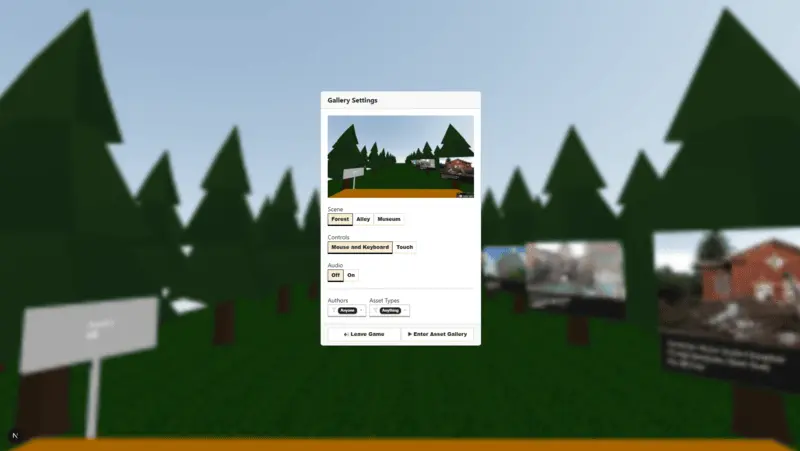 Gallery Settings
Scene
Forest Alley Museum
Controls
Mouse and Keyboard Touch
Audio
Off On
Authors Asset Types
Anyone Anything
Leave Game Enter Asset Gallery
N